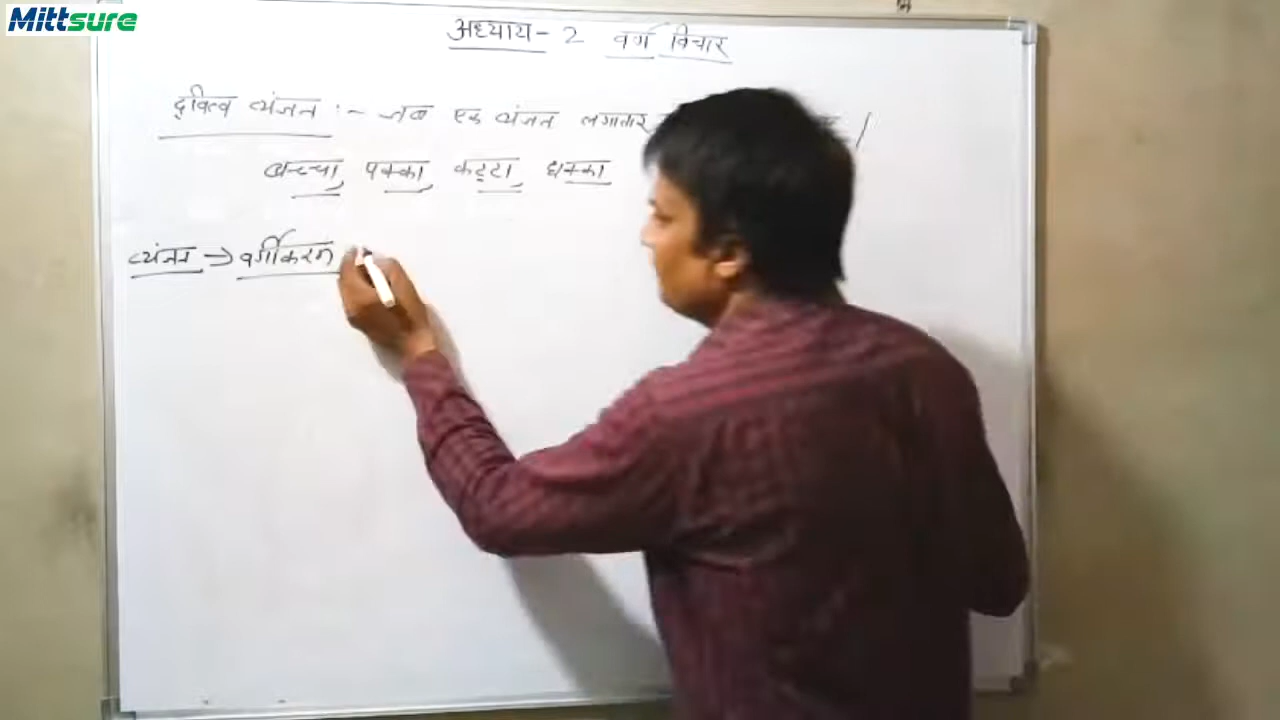 Mittsure
अध्याय- 2 वर्ण विचार
द्वित्व व्यंजन :- जब एक व्यंजन लगातार
बच्चा पक्का कट्टा धक्का
व्यंजन → वर्गीकरण